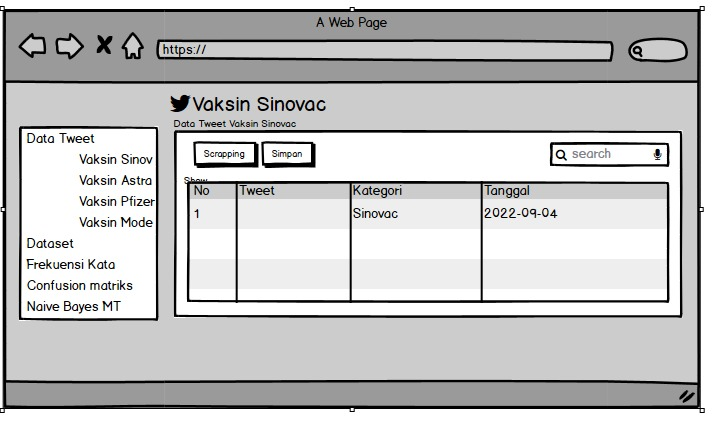 A Web Page
https://
Vaksin Sinovac
Data Tweet Vaksin Sinovac
Data Tweet
Vaksin Sinov
Vaksin Astra
Vaksin Pfizer
Vaksin Mode
Dataset
Frekuensi Kata
Confusion matriks
Naive Bayes MT
Scrapping Simpan search
Show
No Tweet Kategori Tanggal
1 Sinovac 2022-09-04